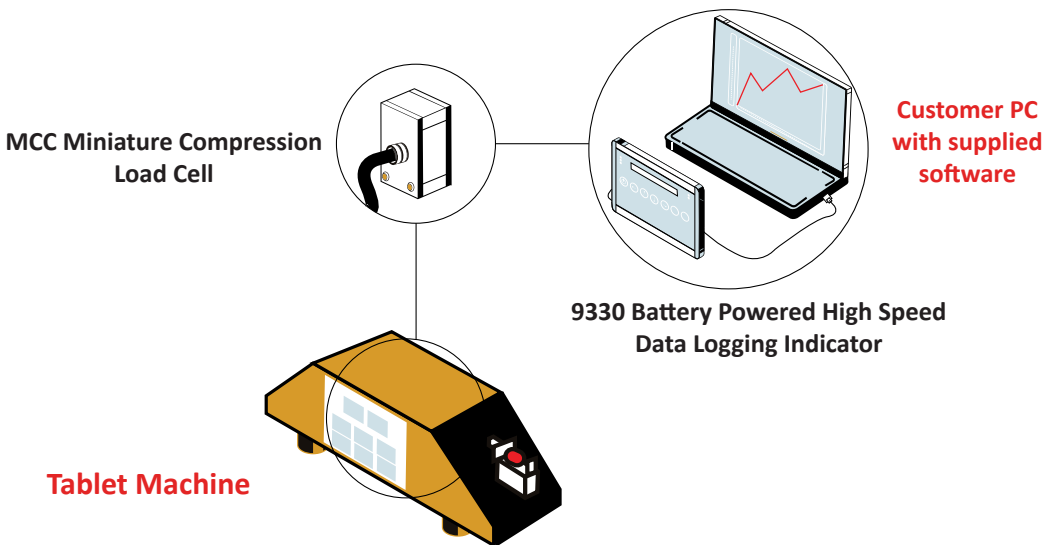 MCC Miniature Compression
Load Cell
Customer PC
with supplied
software
9330 Battery Powered High Speed
Data Logging Indicator
Tablet Machine